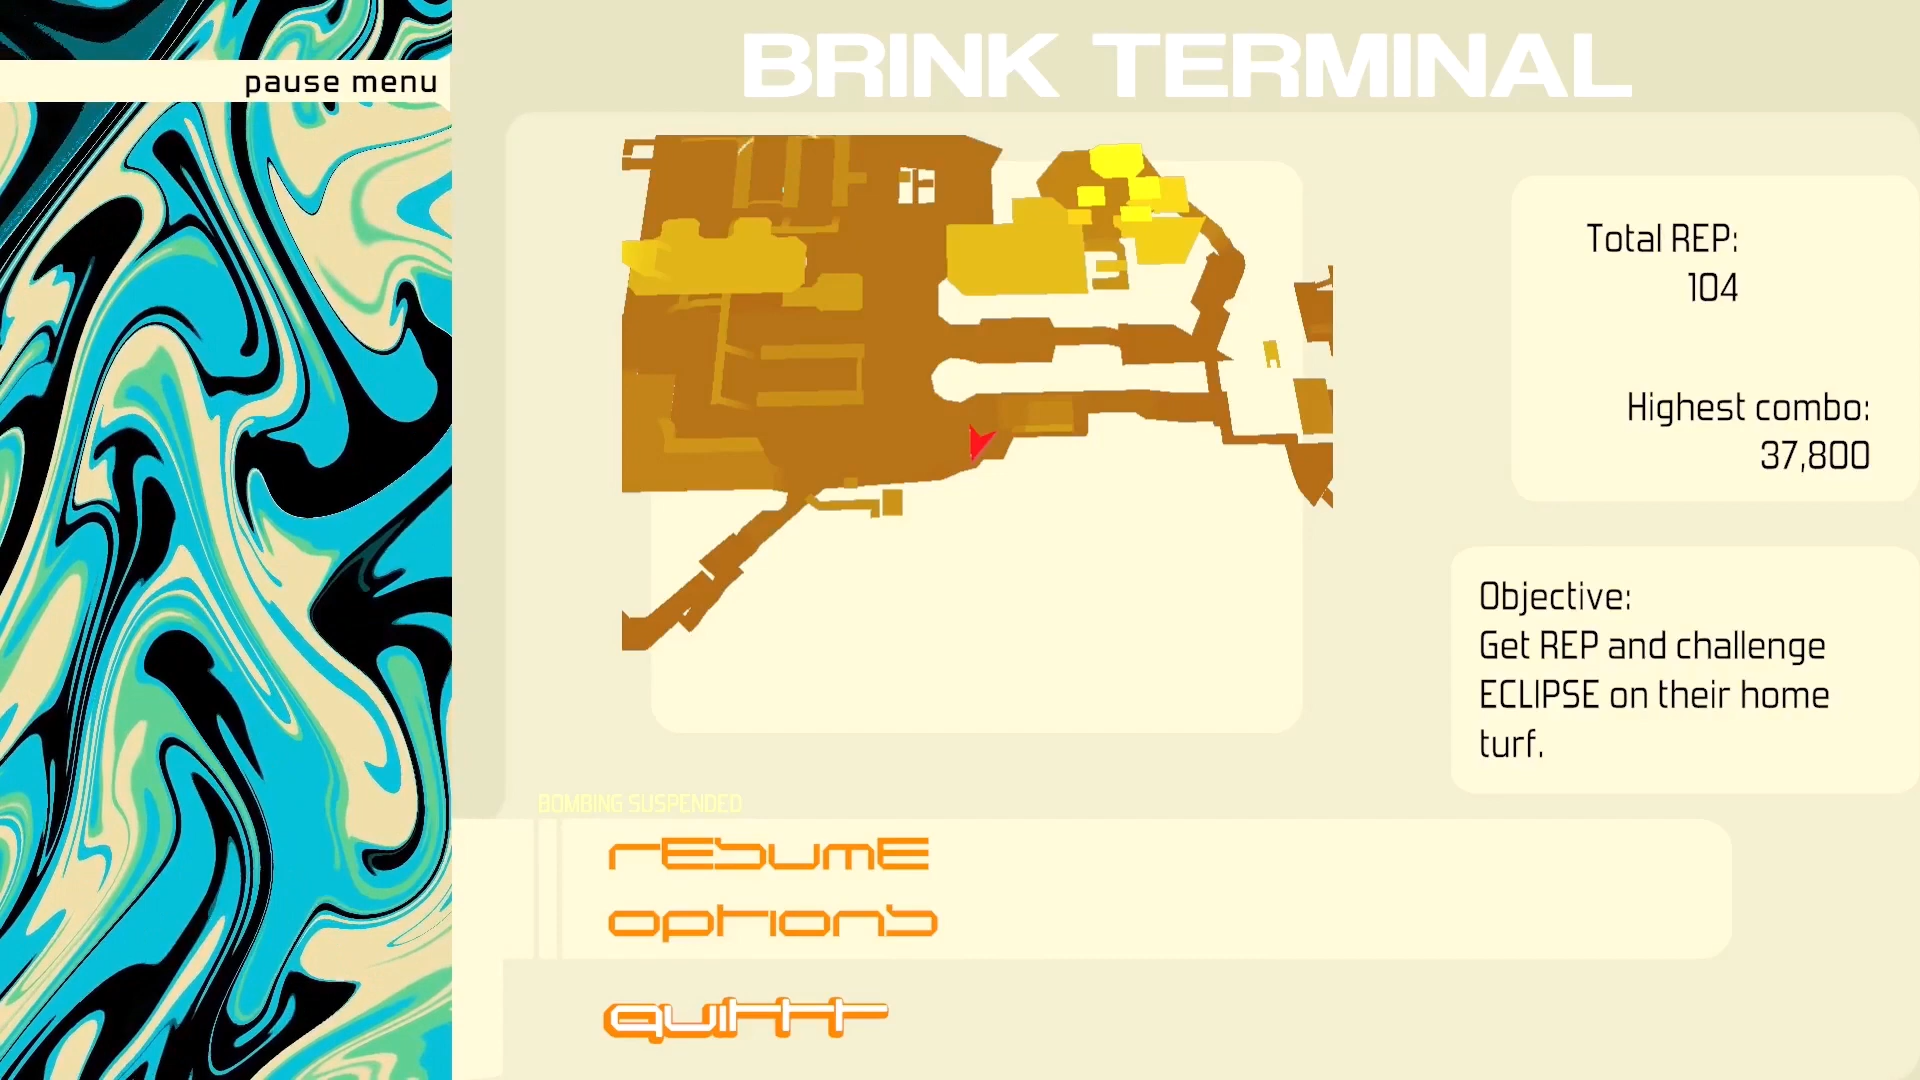 pause menu
BRINK TERMINAL
Total REP:
104
Highest combo:
37,800
Objective:
Get REP and challenge
ECLIPSE on their home
turf.
BOMBING SUSPENDED
rEsumE
options
quittt